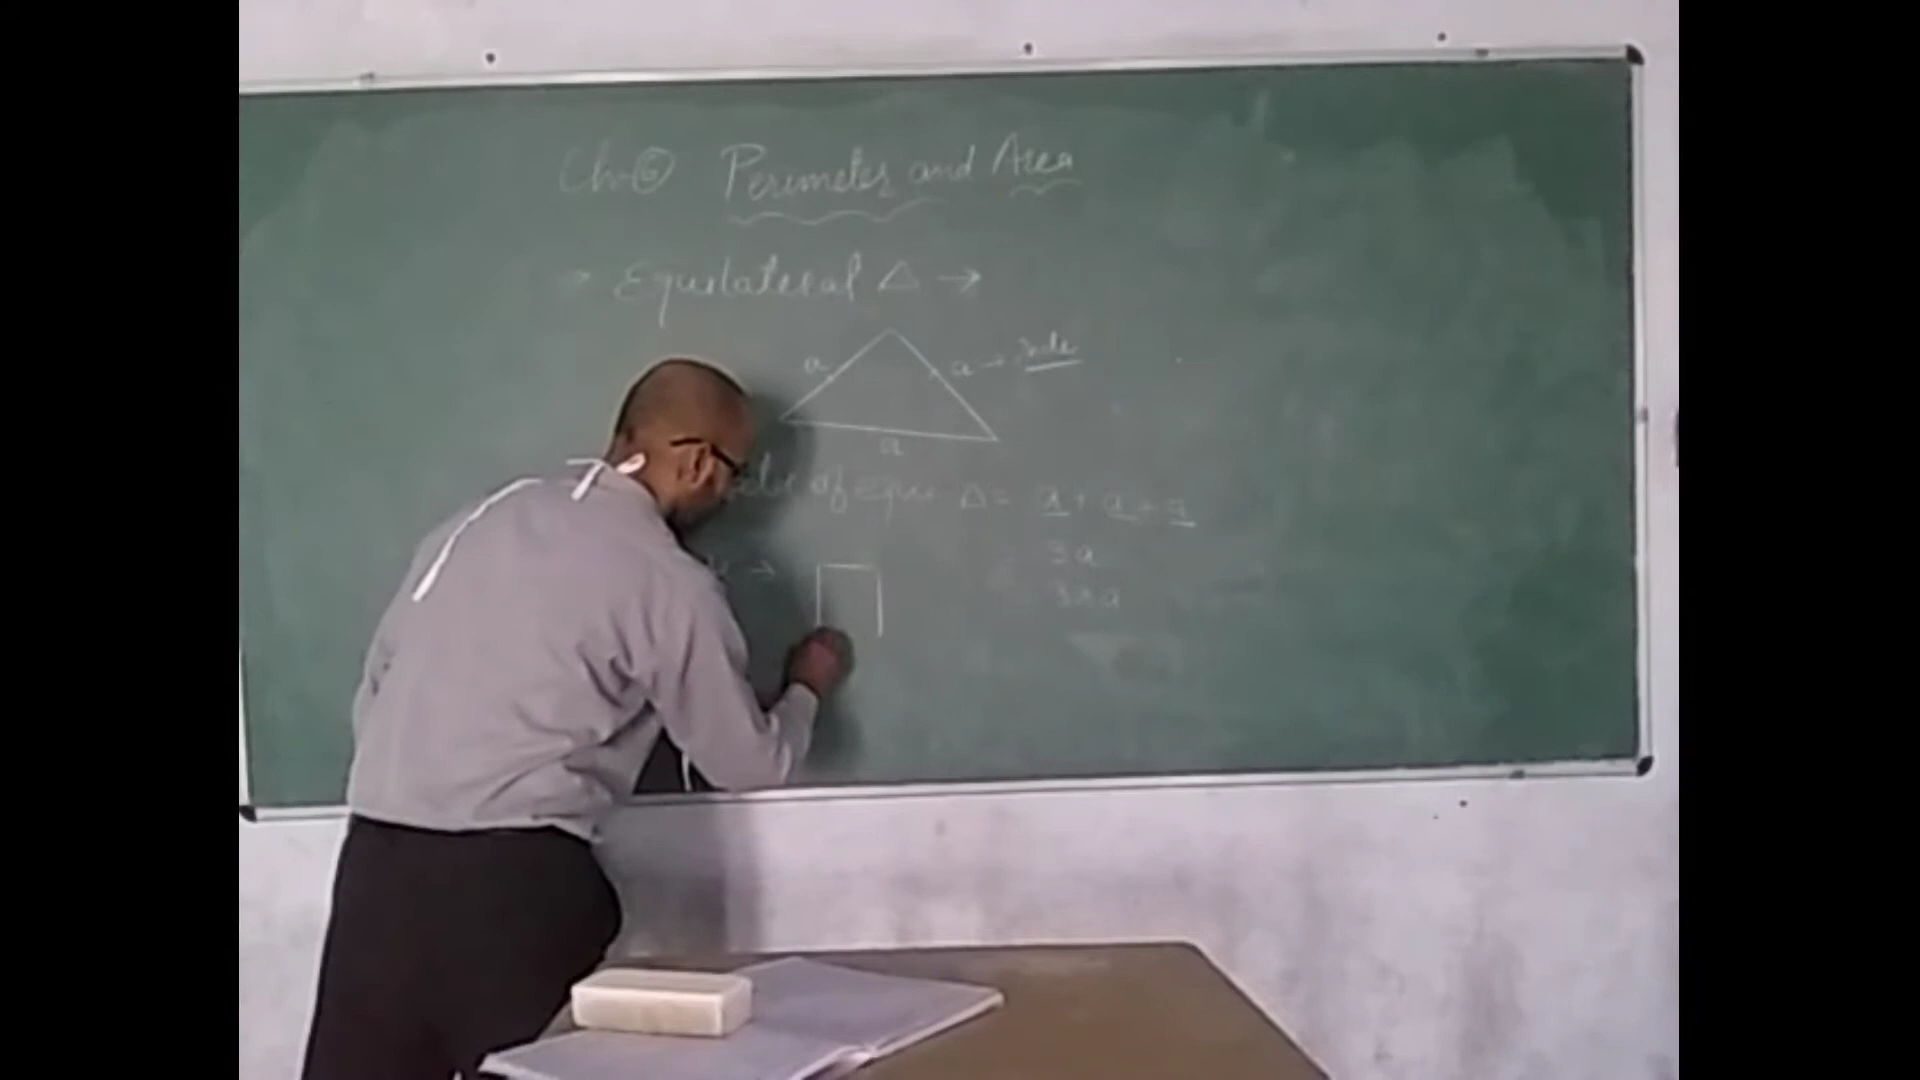 Ch-⑥ Perimeter and Area
→ Equilateral △ →
a
a → Side
a
of equi △ = a + a + a
→ = 3a
3×a